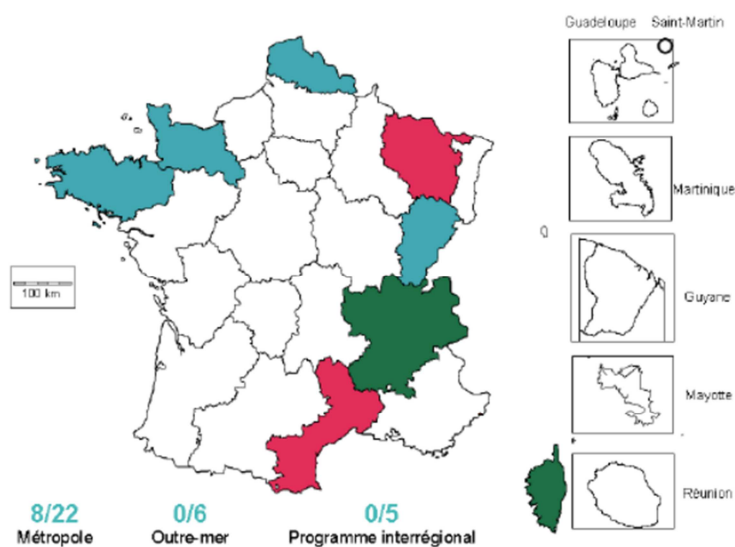 Guadeloupe Saint-Martin
Martinique
100 km
Guyane
Mayotte
Réunion
8/22 0/6 0/5
Métropole Outre-mer Programme interrégional